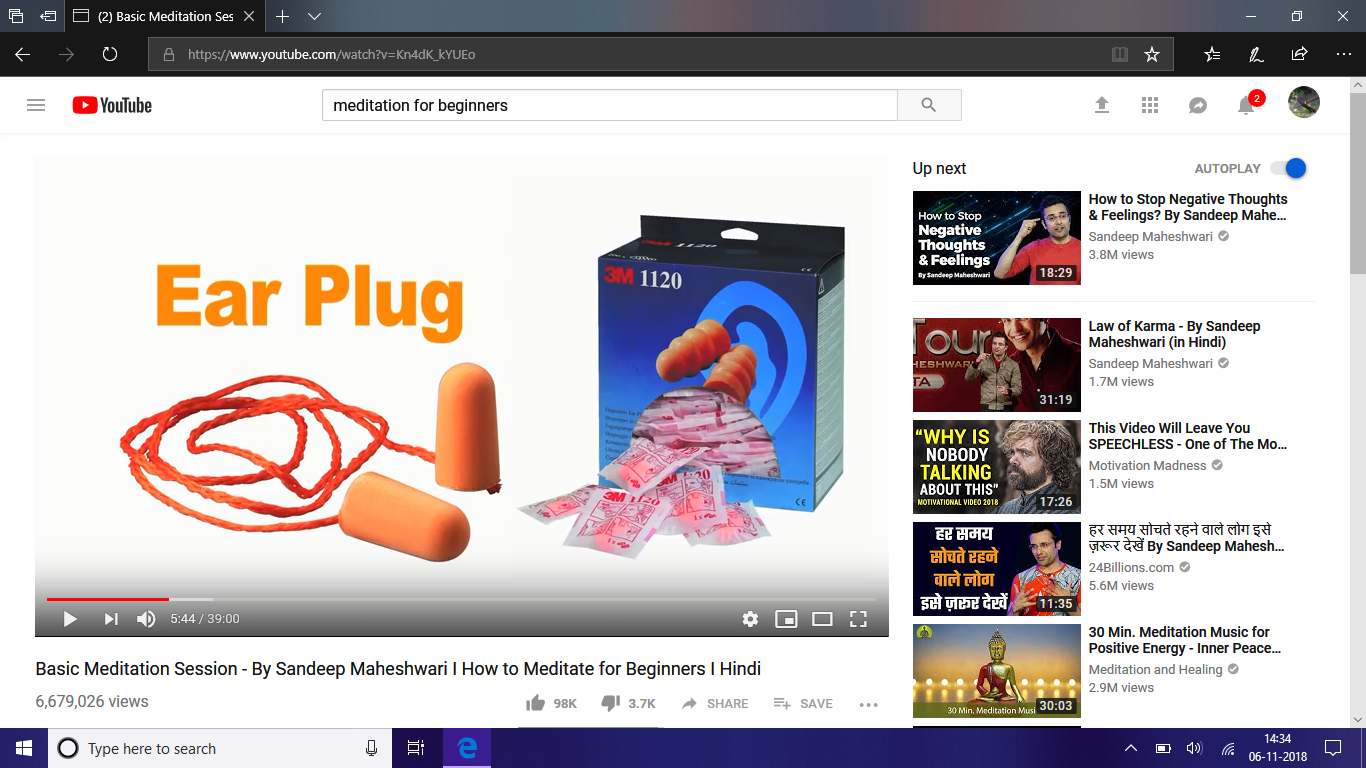 (2) Basic Meditation Ses
https://www.youtube.com/watch?v=Kn4dK_kYUEo
YouTube
meditation for beginners
2
Ear Plug
3M 1120
3M 1120
3M
3M
3M
5:44 / 39:00
Basic Meditation Session - By Sandeep Maheshwari I How to Meditate for Beginners I Hindi
6,679,026 views
98K
3.7K
SHARE
SAVE
Up next
AUTOPLAY
How to Stop
Negative
Thoughts
& Feelings
By Sandeep Maheshwari
18:29
How to Stop Negative Thoughts
& Feelings? By Sandeep Mahe...
Sandeep Maheshwari
3.8M views
Tour
31:19
Law of Karma - By Sandeep
Maheshwari (in Hindi)
Sandeep Maheshwari
1.7M views
“WHY IS
NOBODY
TALKING
ABOUT THIS”
MOTIVATIONAL VIDEO 2018
17:26
This Video Will Leave You
SPEECHLESS - One of The Mo...
Motivation Madness
1.5M views
हर समय
सोचते रहने
वाले लोग
इसे ज़रूर देखें
11:35
हर समय सोचते रहने वाले लोग इसे
ज़रूर देखें By Sandeep Mahesh...
24Billions.com
5.6M views
30 Min. Meditation Musi
30:03
30 Min. Meditation Music for
Positive Energy - Inner Peace...
Meditation and Healing
2.9M views
Type here to search
14:34
06-11-2018